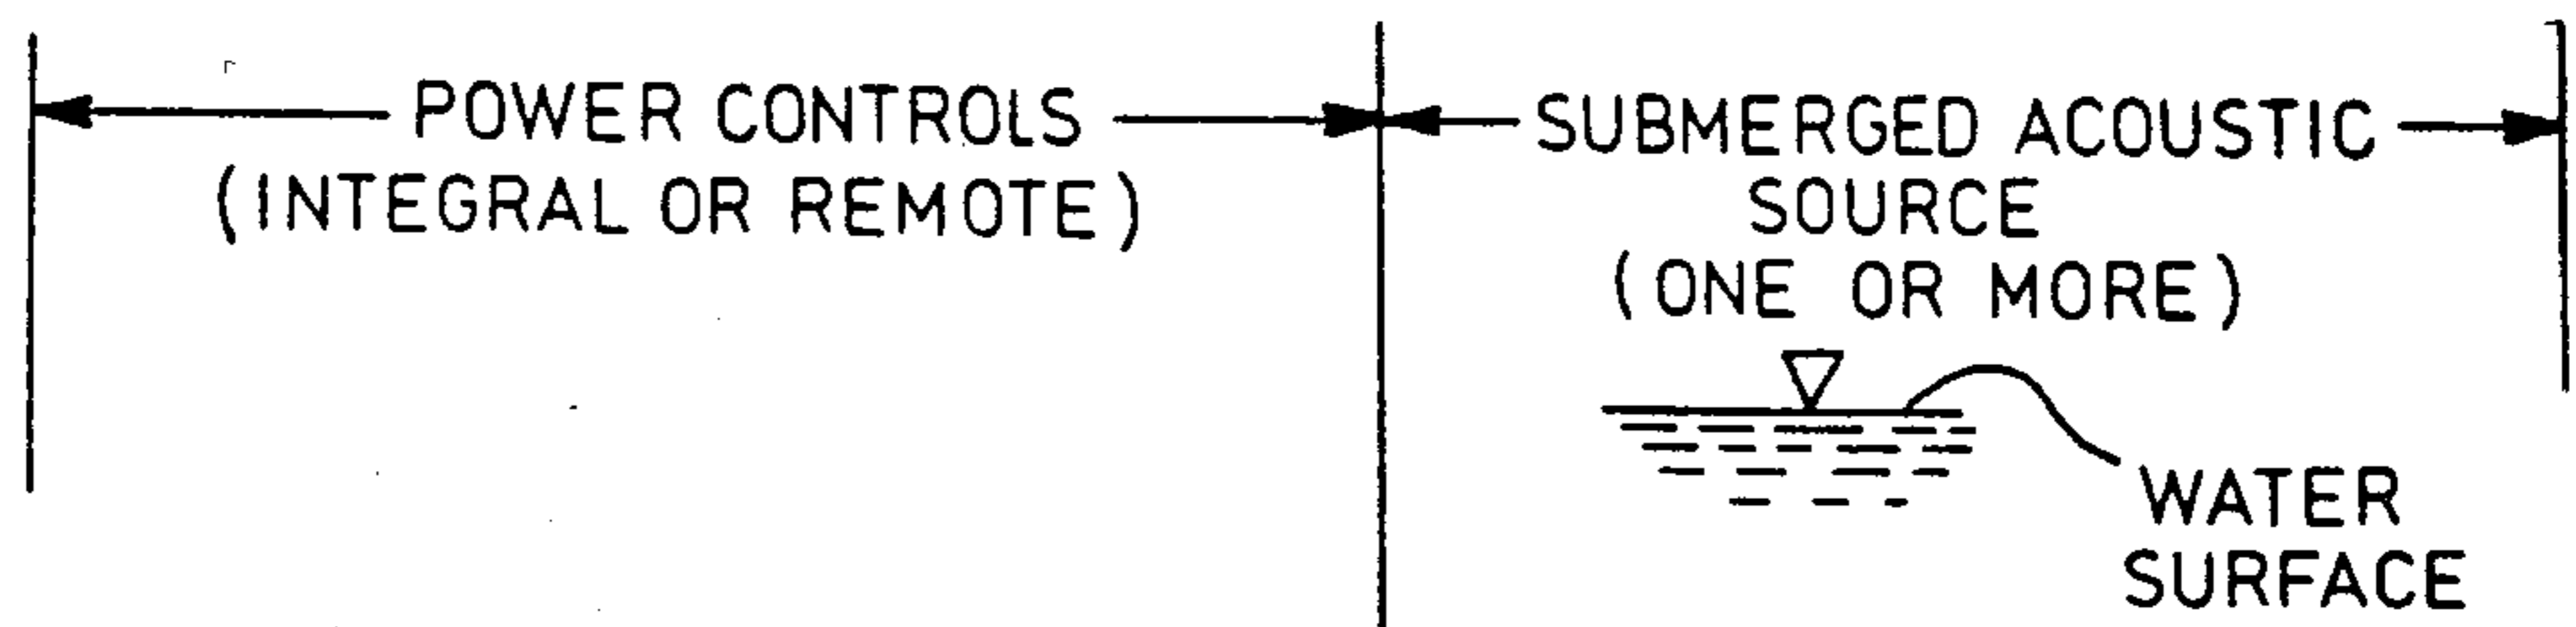 POWER CONTROLS
(INTEGRAL OR REMOTE)
SUBMERGED ACOUSTIC
SOURCE
(ONE OR MORE)
WATER
SURFACE